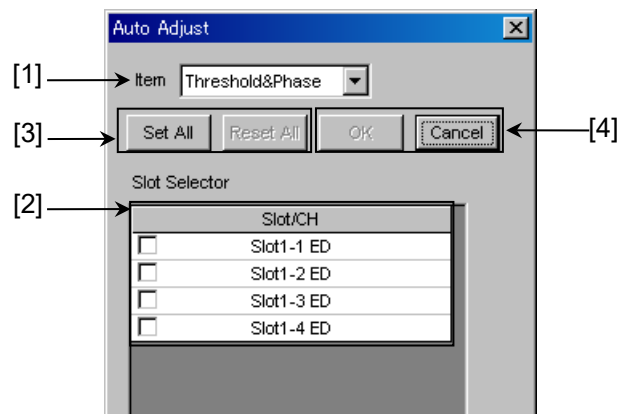 Auto Adjust
[1] Item Threshold&Phase
[3] Set All Reset All OK Cancel [4]
Slot Selector
[2] Slot/CH
Slot1-1 ED
Slot1-2 ED
Slot1-3 ED
Slot1-4 ED